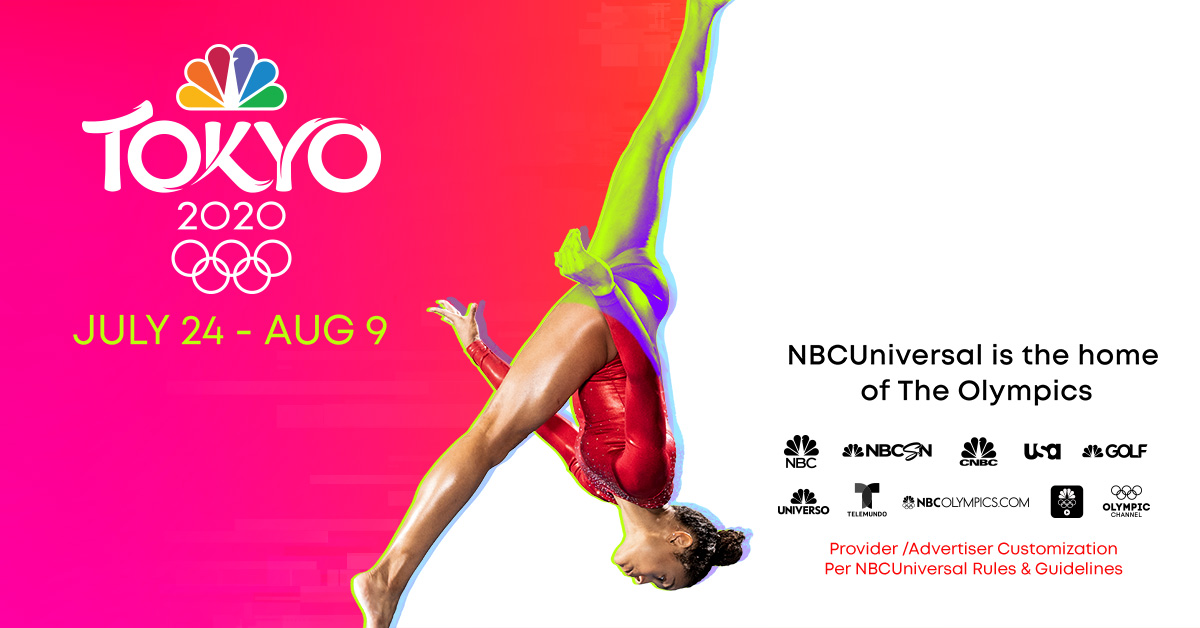 TOKYO
2020
JULY 24 - AUG 9
NBCUniversal is the home
of The Olympics
NBC NBCSN CNBC USA GOLF
UNIVERSO TELEMUNDO NBCOLYMPICS.COM OLYMPIC
CHANNEL
Provider /Advertiser Customization
Per NBCUniversal Rules & Guidelines